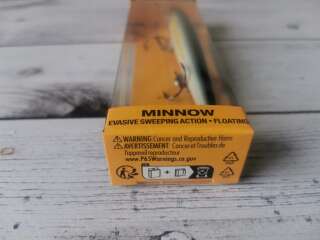 MINNOW
EVASIVE SWEEPING ACTION • FLOATING
⚠WARNING Cancer and Reproductive Harm
⚠AVERTISSEMENT Cancer et Troubles de
l'appareil reproducteur
www.P65Warnings.ca.gov
+